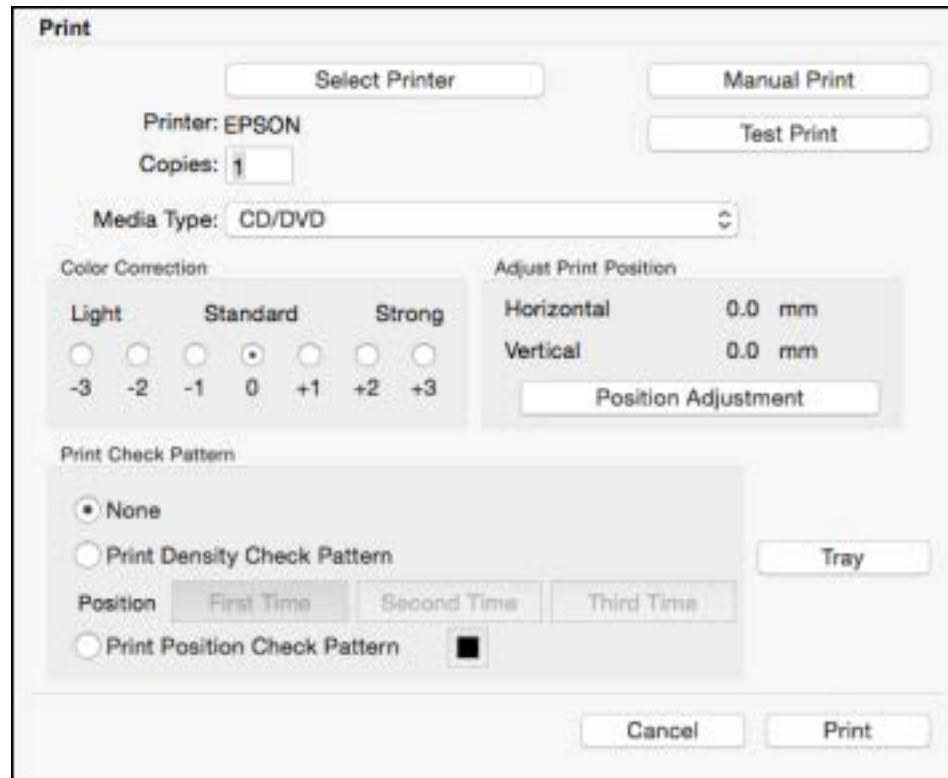 Print
Select Printer
Manual Print
Printer: EPSON
Test Print
Copies: 1
Media Type: CD/DVD
Color Correction
Adjust Print Position
Light Standard Strong
Horizontal 0.0 mm
Vertical 0.0 mm
-3 -2 -1 0 +1 +2 +3
Position Adjustment
Print Check Pattern
None
Print Density Check Pattern
Tray
Position First Time Second Time Third Time
Print Position Check Pattern
Cancel Print